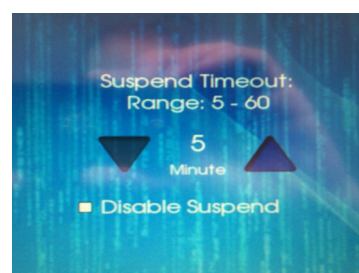 Suspend Timeout:
Range: 5 - 60
5
Minute
Disable Suspend